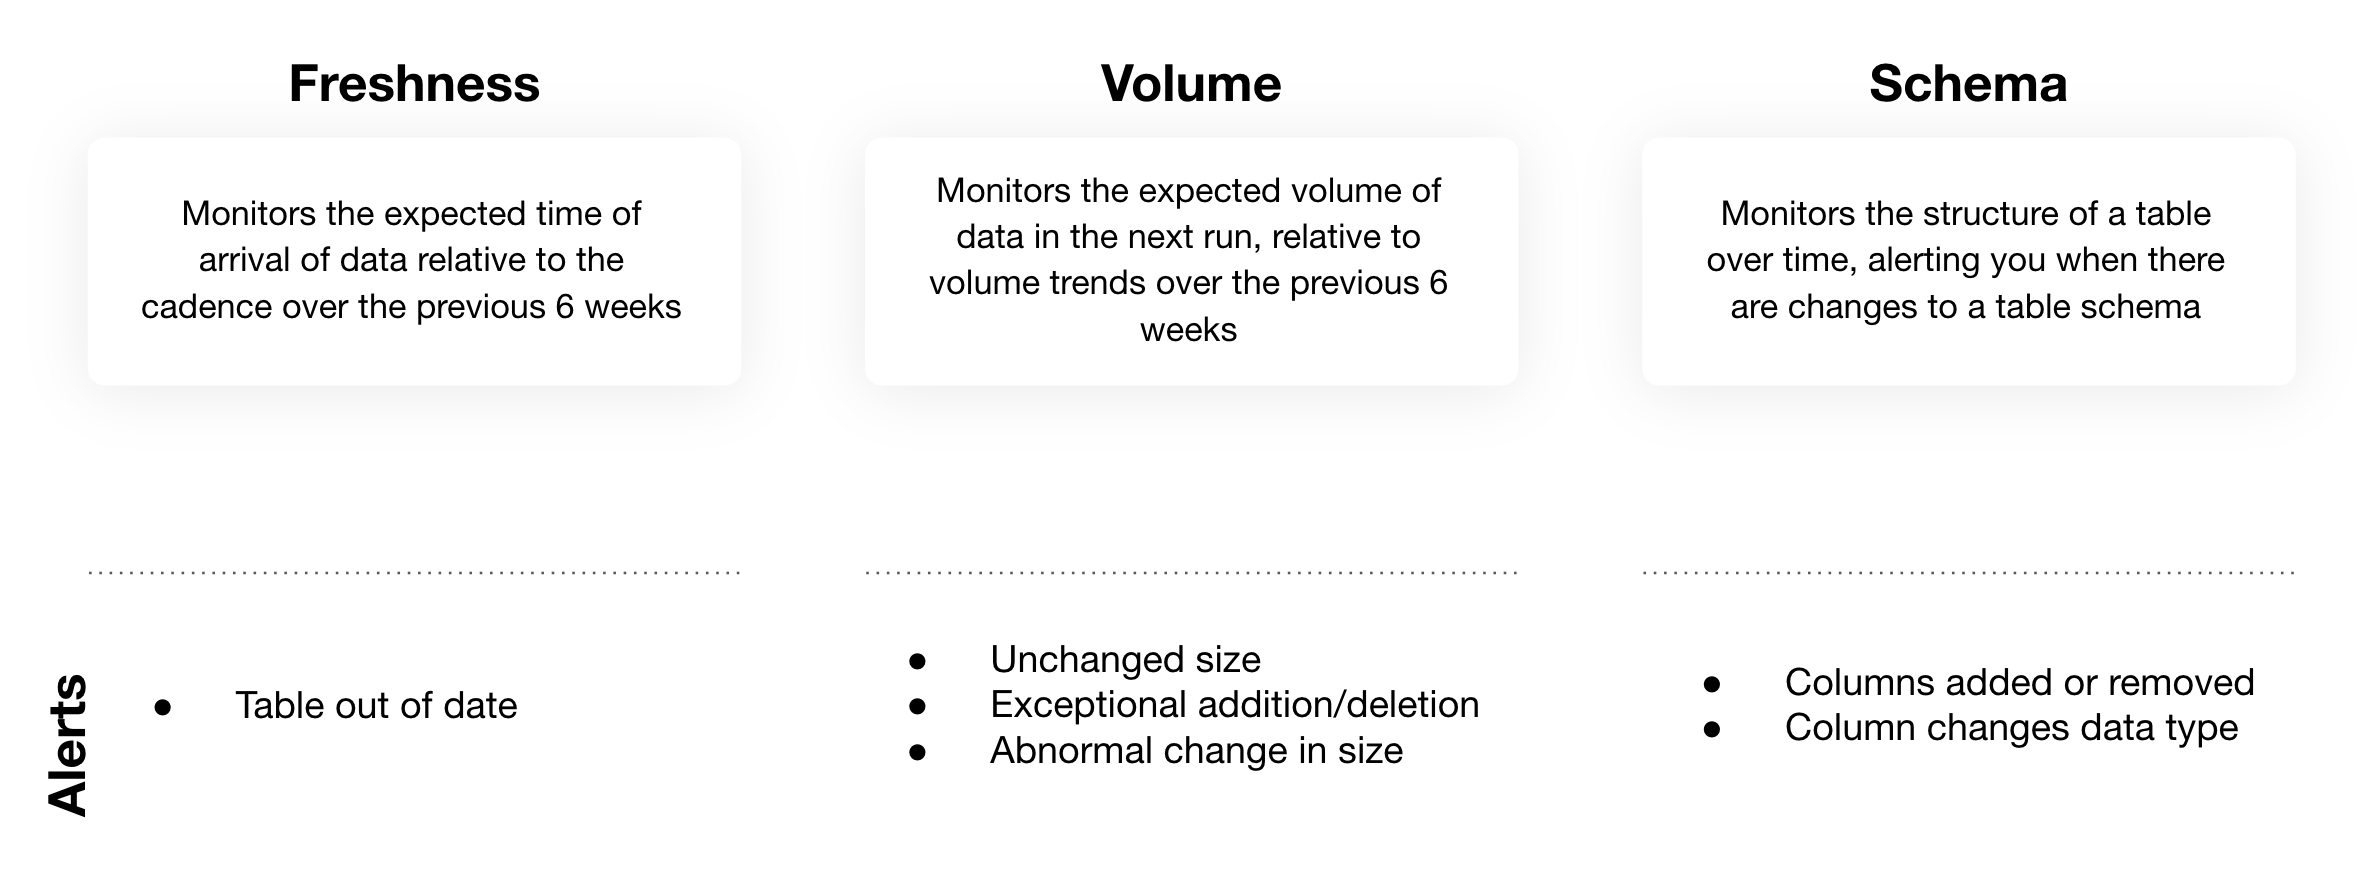 Freshness
Monitors the expected time of
arrival of data relative to the
cadence over the previous 6 weeks
Volume
Monitors the expected volume of
data in the next run, relative to
volume trends over the previous 6
weeks
Schema
Monitors the structure of a table
over time, alerting you when there
are changes to a table schema
Alerts
● Table out of date
● Unchanged size
● Exceptional addition/deletion
● Abnormal change in size
● Columns added or removed
● Column changes data type